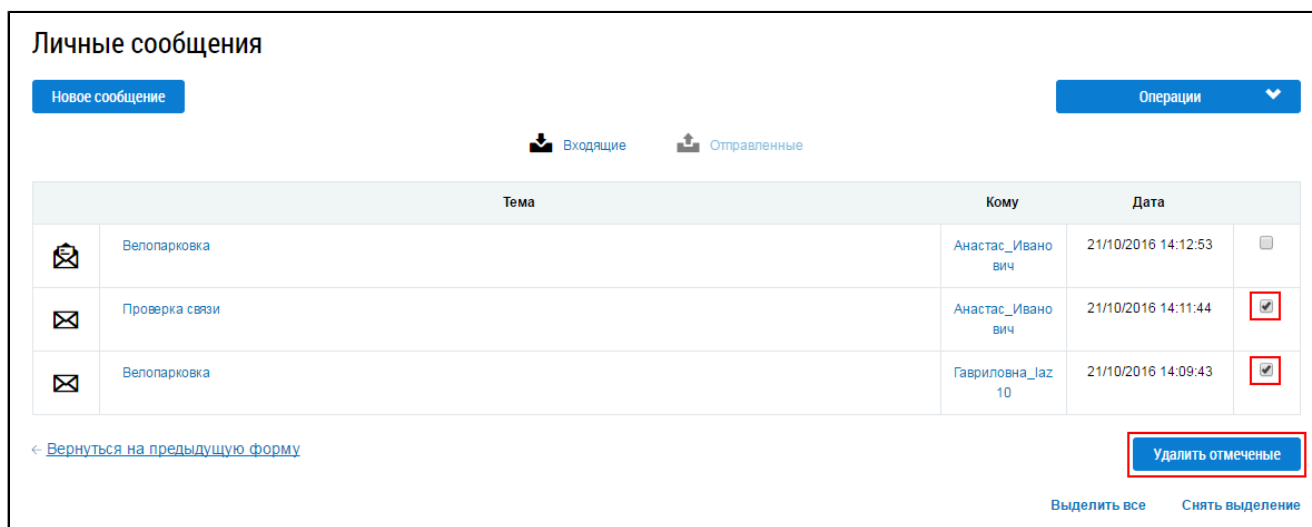 Личные сообщения
Новое сообщение
Операции
Входящие
Отправленные
Тема
Кому
Дата
Велопарковка
Анастас_Ивано
вич
21/10/2016 14:12:53
Проверка связи
Анастас_Ивано
вич
21/10/2016 14:11:44
Велопарковка
Гавриловна_laz
10
21/10/2016 14:09:43
← Вернуться на предыдущую форму
Удалить отмеченые
Выделить все
Снять выделение